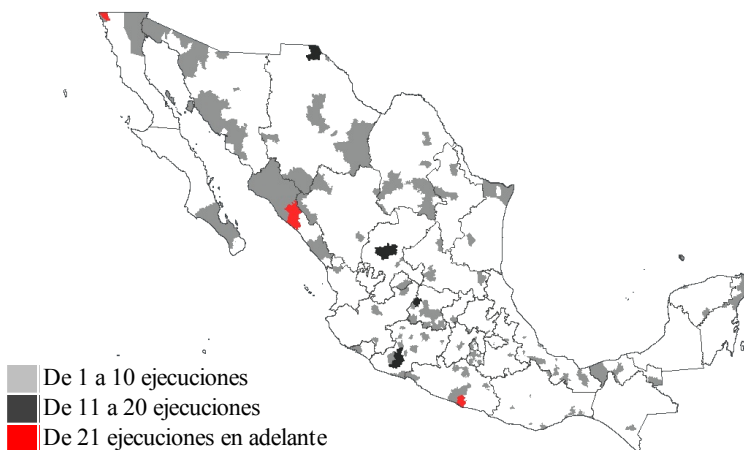 De 1 a 10 ejecuciones
De 11 a 20 ejecuciones
De 21 ejecuciones en adelante